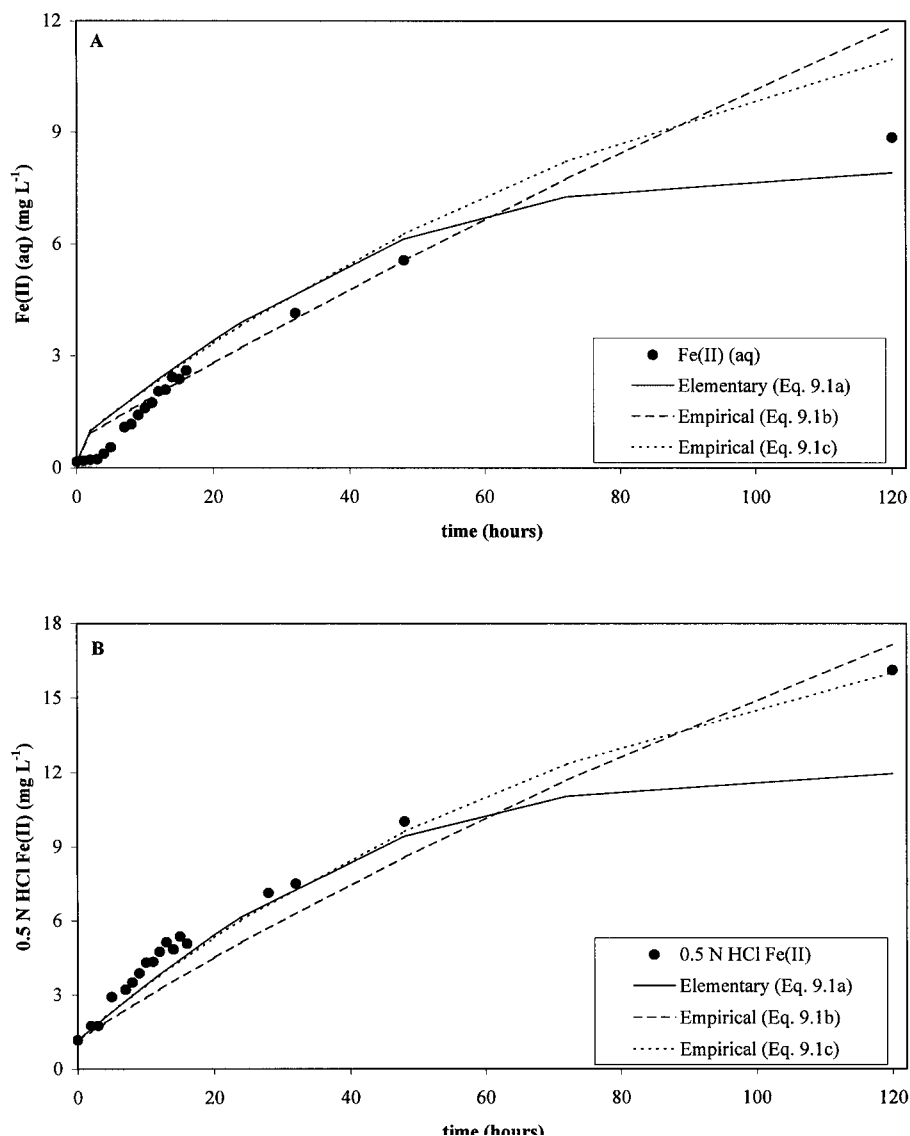 12
A
9
6
3
0
Fe(II) (aq) (mg L-1)
Fe(II) (aq)
Elementary (Eq. 9.1a)
Empirical (Eq. 9.1b)
Empirical (Eq. 9.1c)
0 20 40 60 80 100 120
time (hours)
18
B
15
12
9
6
3
0
0.5 N HCl Fe(II) (mg L-1)
0.5 N HCl Fe(II)
Elementary (Eq. 9.1a)
Empirical (Eq. 9.1b)
Empirical (Eq. 9.1c)
0 20 40 60 80 100 120
time (hours)